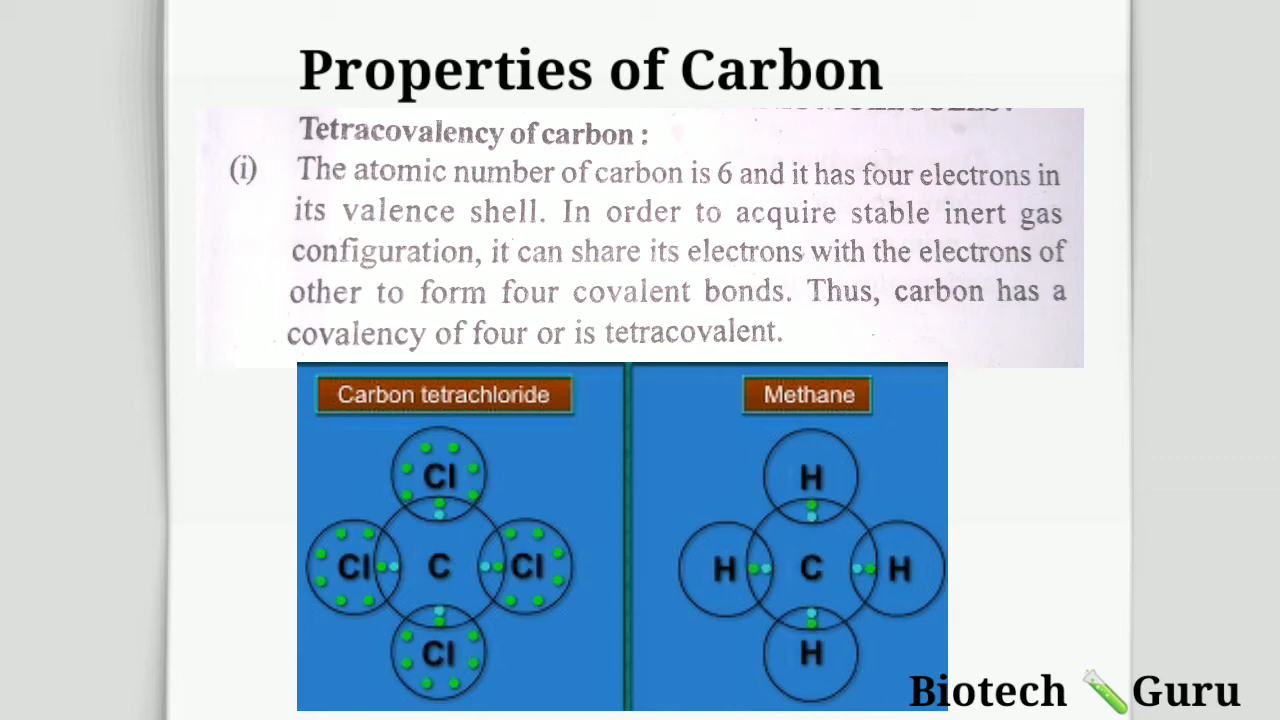 Properties of Carbon
Tetracovalency of carbon :
(i) The atomic number of carbon is 6 and it has four electrons in
its valence shell. In order to acquire stable inert gas
configuration, it can share its electrons with the electrons of
other to form four covalent bonds. Thus, carbon has a
covalency of four or is tetracovalent.
Carbon tetrachloride
Methane
Cl
Cl C Cl
Cl
H
H C H
H
Biotech Guru